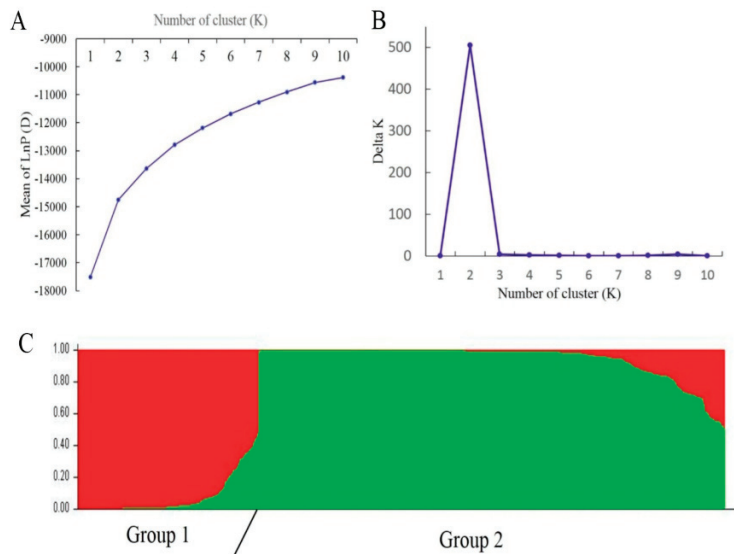 A
Number of cluster (K)
-9000
1 2 3 4 5 6 7 8 9 10
-10000
-11000
-12000
-13000
-14000
-15000
-16000
-17000
-18000
Mean of LnP (D)
B
500
400
300
200
100
0
Delta K
1 2 3 4 5 6 7 8 9 10
Number of cluster (K)
C
1.00
0.80
0.60
0.40
0.20
0.00
Group 1 Group 2